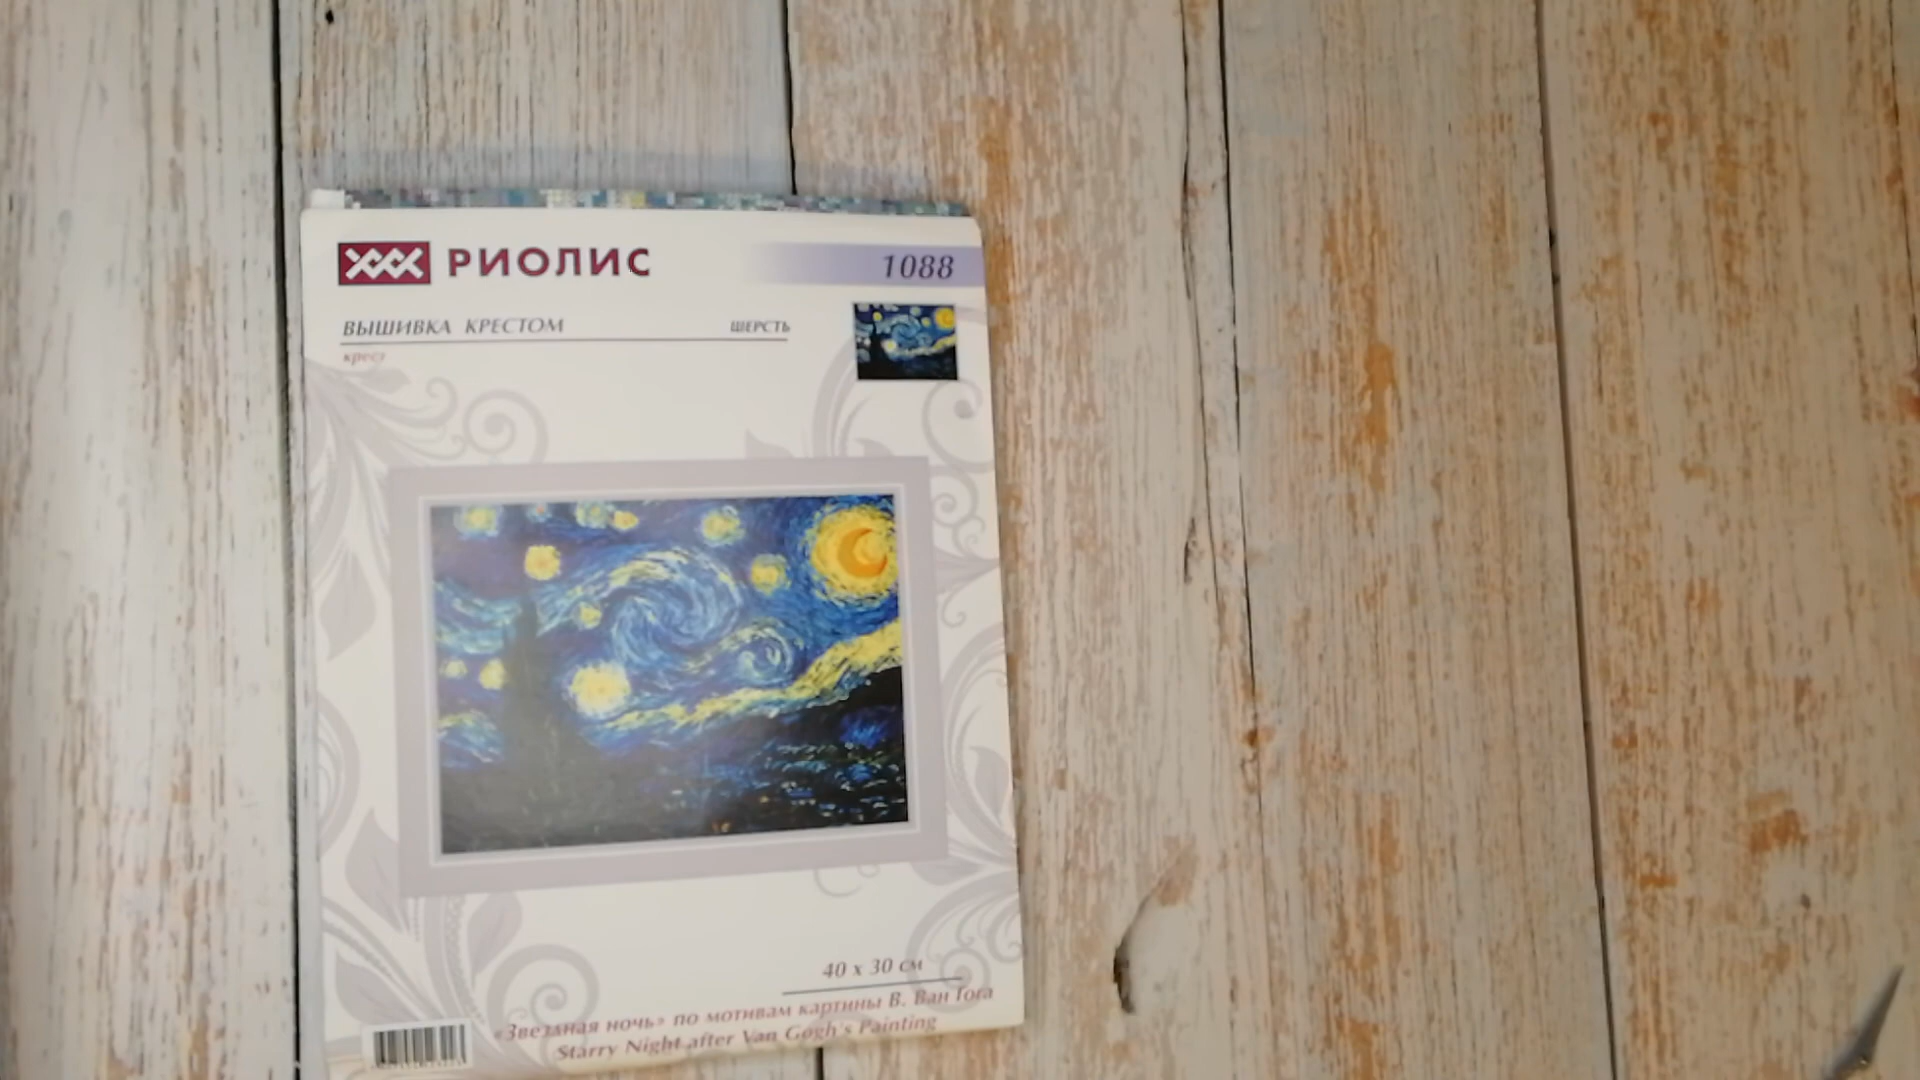 РИОЛИС
1088
ВЫШИВКА КРЕСТОМ
ШЕРСТЬ
крест
40 x 30 см
«Звездная ночь» по мотивам картины В. Ван Гога
Starry Night after Van Gogh's Painting